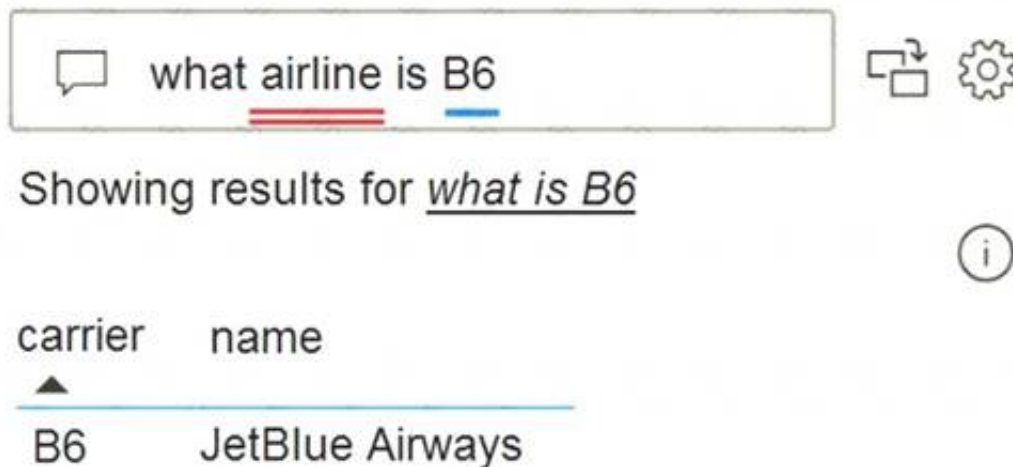 what airline is B6
Showing results for what is B6
i
carrier name
B6 JetBlue Airways